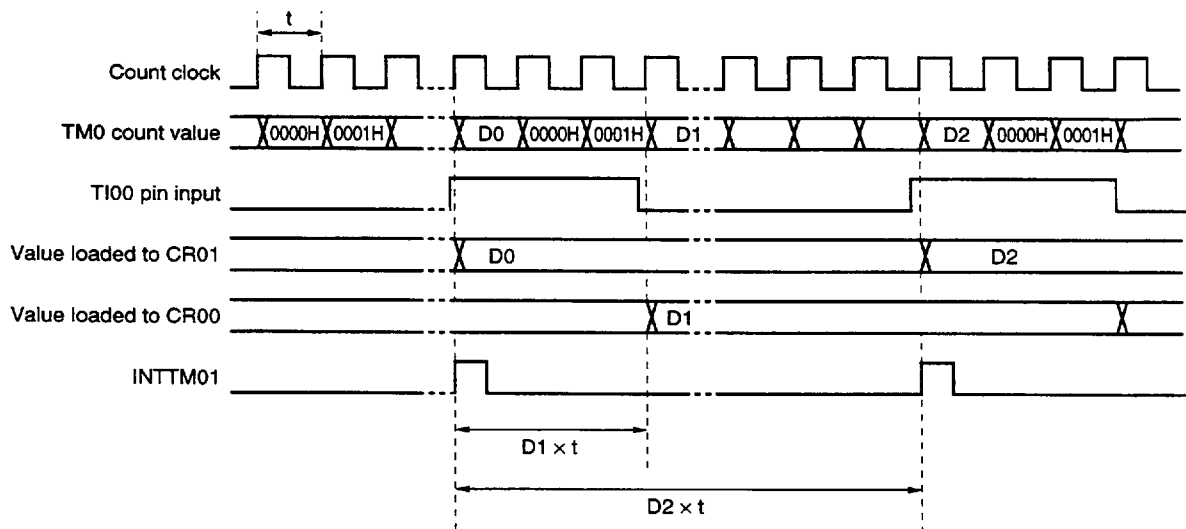 t
Count clock
TM0 count value 0000H 0001H D0 0000H 0001H D1 D2 0000H 0001H
TI00 pin input
Value loaded to CR01 D0 D2
Value loaded to CR00 D1
INTTM01
D1 × t
D2 × t